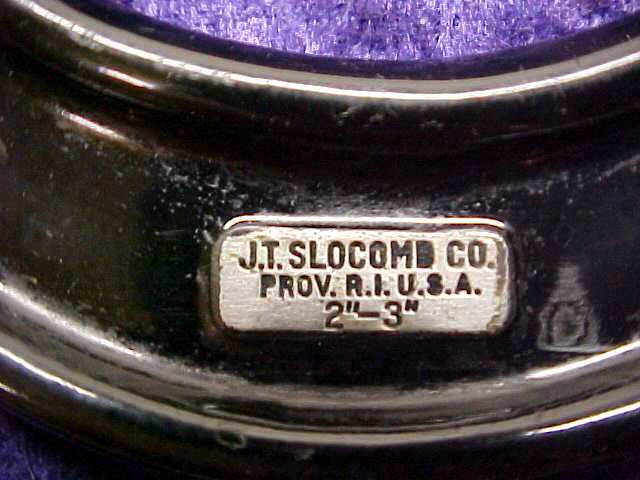 J.T. SLOCOMB CO.
PROV. R.I. U.S.A.
2"-3"